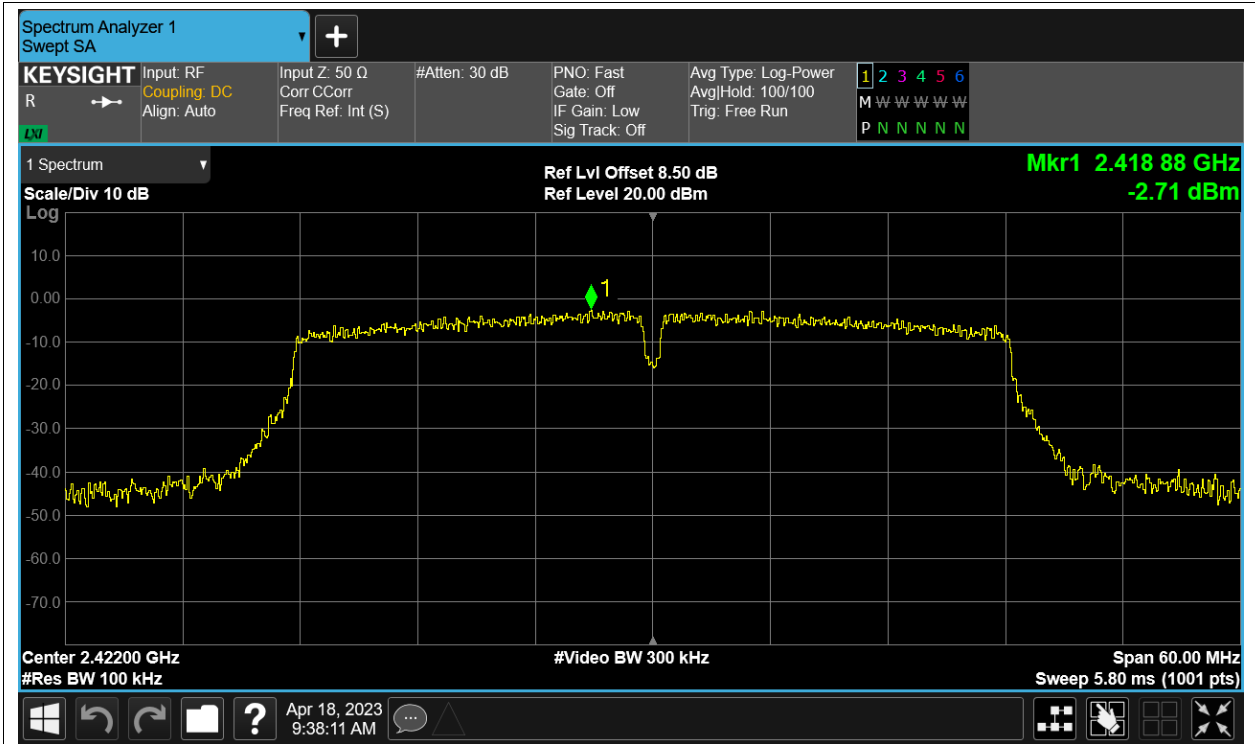 Spectrum Analyzer 1
Swept SA
KEYSIGHT
R
LXI
Input: RF
Coupling: DC
Align: Auto
Input Z: 50 Ω
Corr CCorr
Freq Ref: Int (S)
#Atten: 30 dB
PNO: Fast
Gate: Off
IF Gain: Low
Sig Track: Off
Avg Type: Log-Power
Avg|Hold: 100/100
Trig: Free Run
1 2 3 4 5 6
M W W W W W
P N N N N N
1 Spectrum
Scale/Div 10 dB
Log
Ref Lvl Offset 8.50 dB
Ref Level 20.00 dBm
Mkr1 2.418 88 GHz
-2.71 dBm
1
10.0
0.00
-10.0
-20.0
-30.0
-40.0
-50.0
-60.0
-70.0
Center 2.42200 GHz
#Res BW 100 kHz
#Video BW 300 kHz
Span 60.00 MHz
Sweep 5.80 ms (1001 pts)
?
Apr 18, 2023
9:38:11 AM